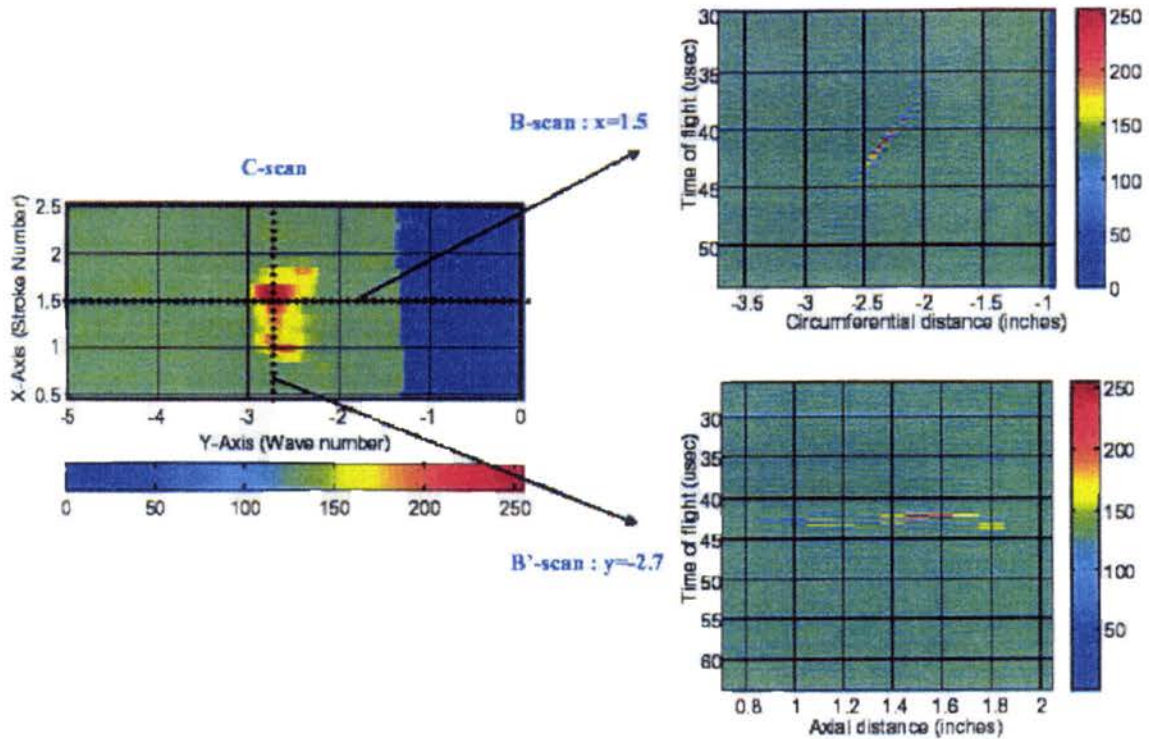 C-scan
X-Axis (Stroke Number)
2.5
2
1.5
1
0.5
-5 -4 -3 -2 -1 0
Y-Axis (Wave number)
0 50 100 150 200 250
B-scan : x=1.5
B'-scan : y=-2.7
Time of flight (usec)
30
35
40
45
50
-3.5 -3 -2.5 -2 -1.5 -1
Circumferential distance (inches)
250
200
150
100
50
0
Time of flight (usec)
30
35
40
45
50
55
60
0.8 1 1.2 1.4 1.6 1.8 2
Axial distance (inches)
250
200
150
100
50